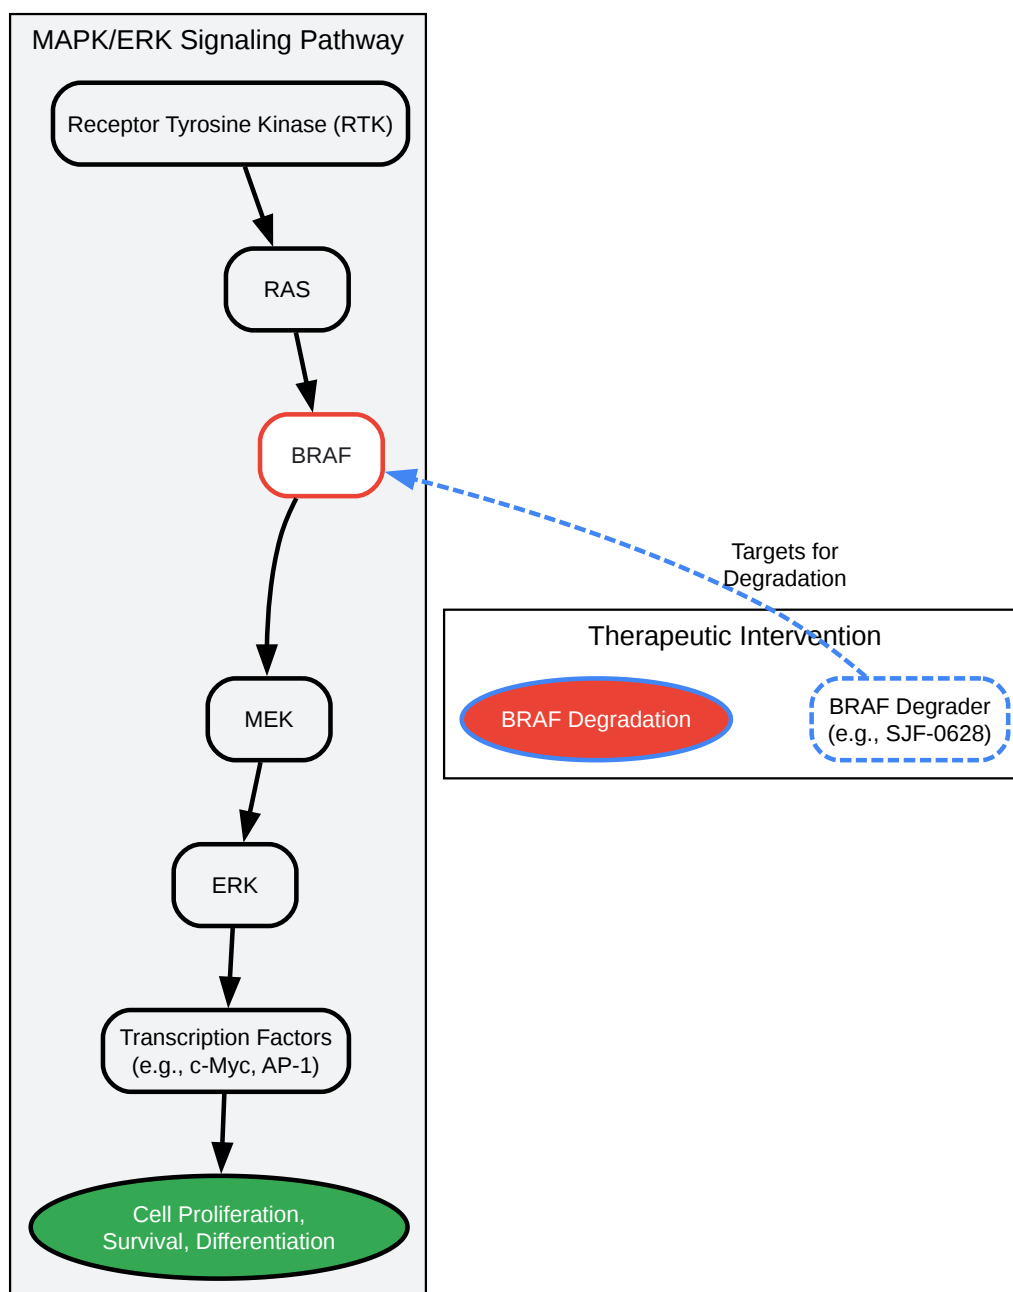 MAPK/ERK Signaling Pathway
Receptor Tyrosine Kinase (RTK)
RAS
BRAF
Targets for
Degradation
Therapeutic Intervention
BRAF Degradation
BRAF Degrader
(e.g., SJF-0628)
MEK
ERK
Transcription Factors
(e.g., c-Myc, AP-1)
Cell Proliferation,
Survival, Differentiation